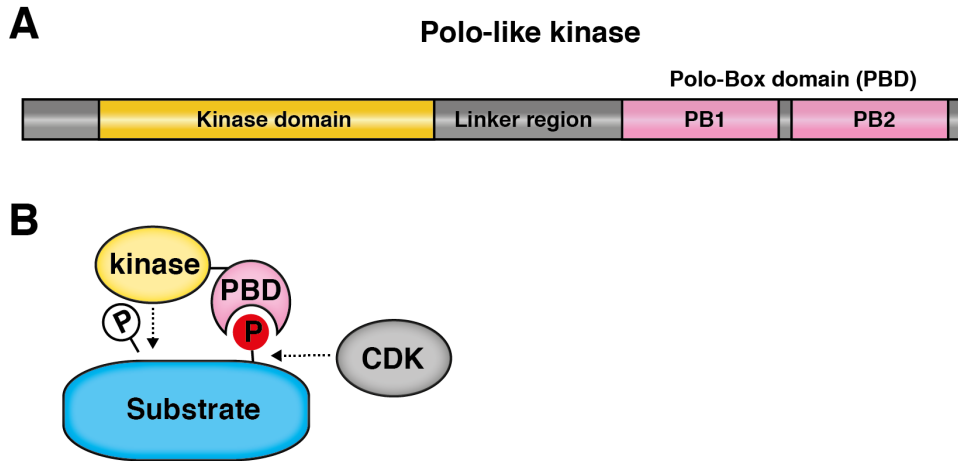 A
Polo-like kinase
Polo-Box domain (PBD)
Kinase domain Linker region PB1 PB2
B
kinase
PBD
P
P
CDK
Substrate